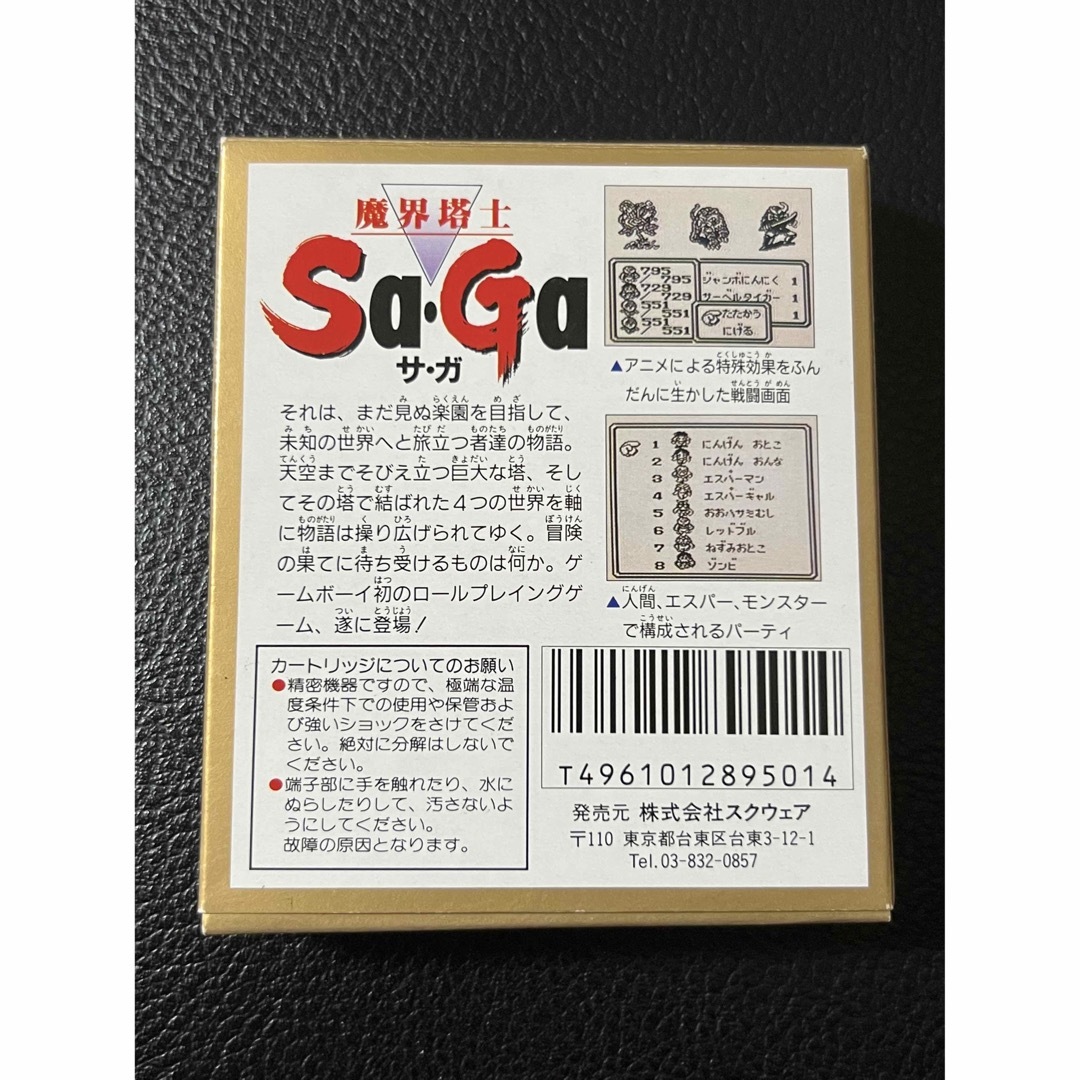 魔界塔士
Sa・Ga
サ・ガ
それは、まだ見ぬ楽園を目指して、
未知の世界へと旅立つ者達の物語。
天空までそびえ立つ巨大な塔、そし
てその塔で結ばれた4つの世界を軸
に物語は操り広げられてゆく。冒険
の果てに待ち受けるものは何か。ゲ
ームボーイ初のロールプレイングゲ
ーム、遂に登場!
カートリッジについてのお願い
●精密機器ですので、極端な温
度条件下での使用や保管およ
び強いショックをさけてくだ
さい。絶対に分解はしないで
ください。
●端子部に手を触れたり、水に
ぬらしたりして、汚さないよ
うにしてください。
故障の原因となります。
795
795
729
729
551
551
551
551
ジャンボにんにく 1
サーベルタイガー 1
1
たたかう
にげる
▲アニメによる特殊効果をふん
だんに生かした戦闘画面
1 にんげん おとこ
2 にんげん おんな
3 エスパーマン
4 エスパーギャル
5 おおハサミむし
6 レッドブル
7 ねずみおとこ
8 ゾンビ
▲人間、エスパー、モンスター
で構成されるパーティ
T4961012895014
発売元 株式会社スクウェア
〒110 東京都台東区台東3-12-1
Tel.03-832-0857